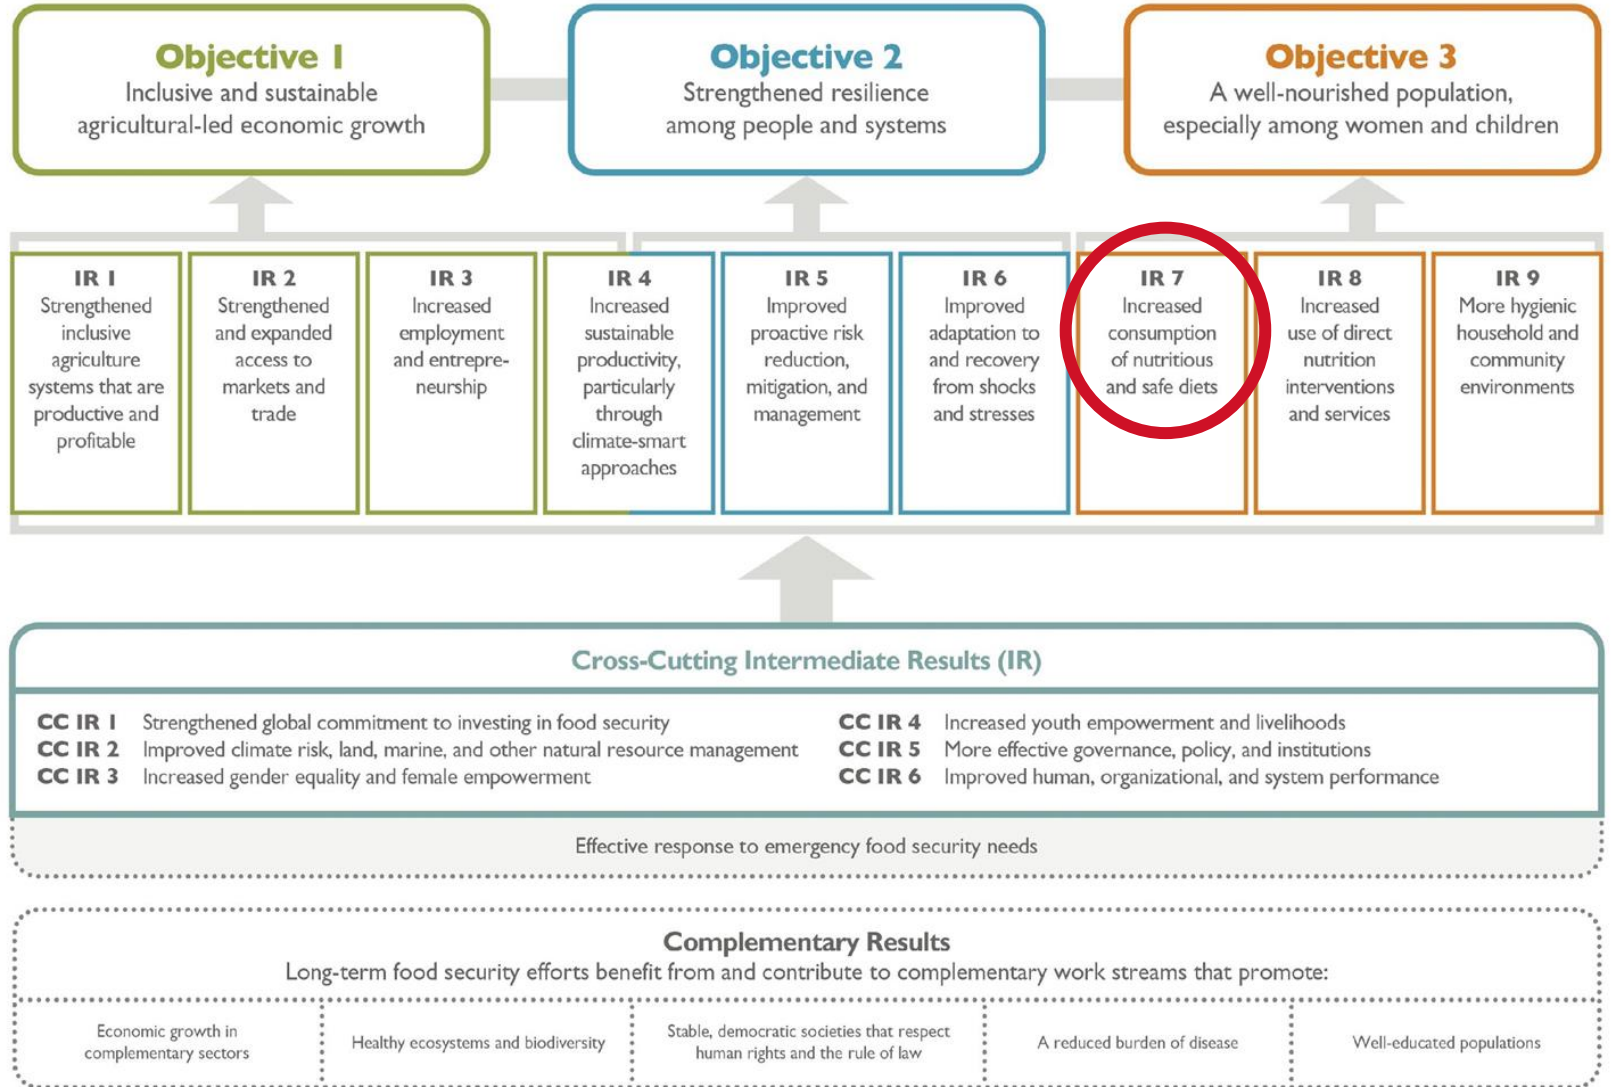 Objective 1
Inclusive and sustainable
agricultural-led economic growth
Objective 2
Strengthened resilience
among people and systems
Objective 3
A well-nourished population,
especially among women and children
IR 1
Strengthened
inclusive
agriculture
systems that are
productive and
profitable
IR 2
Strengthened
and expanded
access to
markets and
trade
IR 3
Increased
employment
and entrepre-
neurship
IR 4
Increased
sustainable
productivity,
particularly
through
climate-smart
approaches
IR 5
Improved
proactive risk
reduction,
mitigation, and
management
IR 6
Improved
adaptation to
and recovery
from shocks
and stresses
IR 7
Increased
consumption
of nutritious
and safe diets
IR 8
Increased
use of direct
nutrition
interventions
and services
IR 9
More hygienic
household and
community
environments
Cross-Cutting Intermediate Results (IR)
CC IR 1 Strengthened global commitment to investing in food security
CC IR 2 Improved climate risk, land, marine, and other natural resource management
CC IR 3 Increased gender equality and female empowerment
CC IR 4 Increased youth empowerment and livelihoods
CC IR 5 More effective governance, policy, and institutions
CC IR 6 Improved human, organizational, and system performance
Effective response to emergency food security needs
Complementary Results
Long-term food security efforts benefit from and contribute to complementary work streams that promote:
Economic growth in
complementary sectors
Healthy ecosystems and biodiversity
Stable, democratic societies that respect
human rights and the rule of law
A reduced burden of disease
Well-educated populations